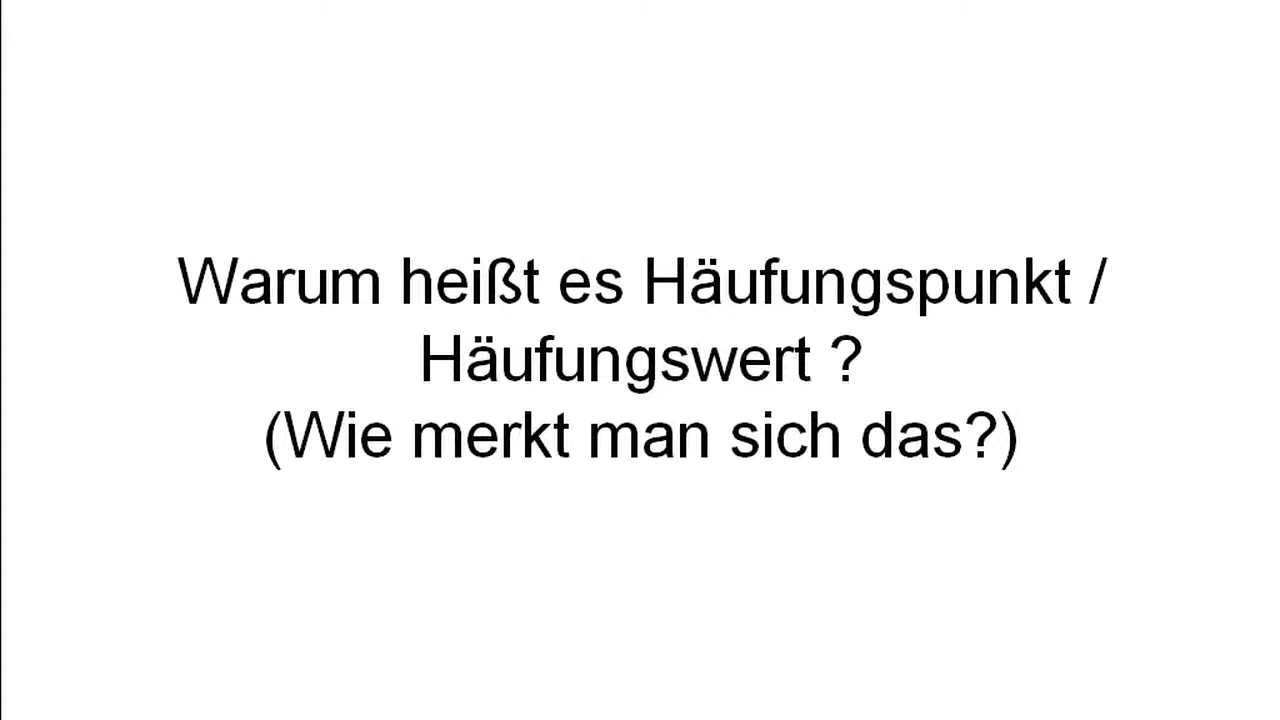 Warum heißt es Häufungspunkt /
Häufungswert ?
(Wie merkt man sich das?)